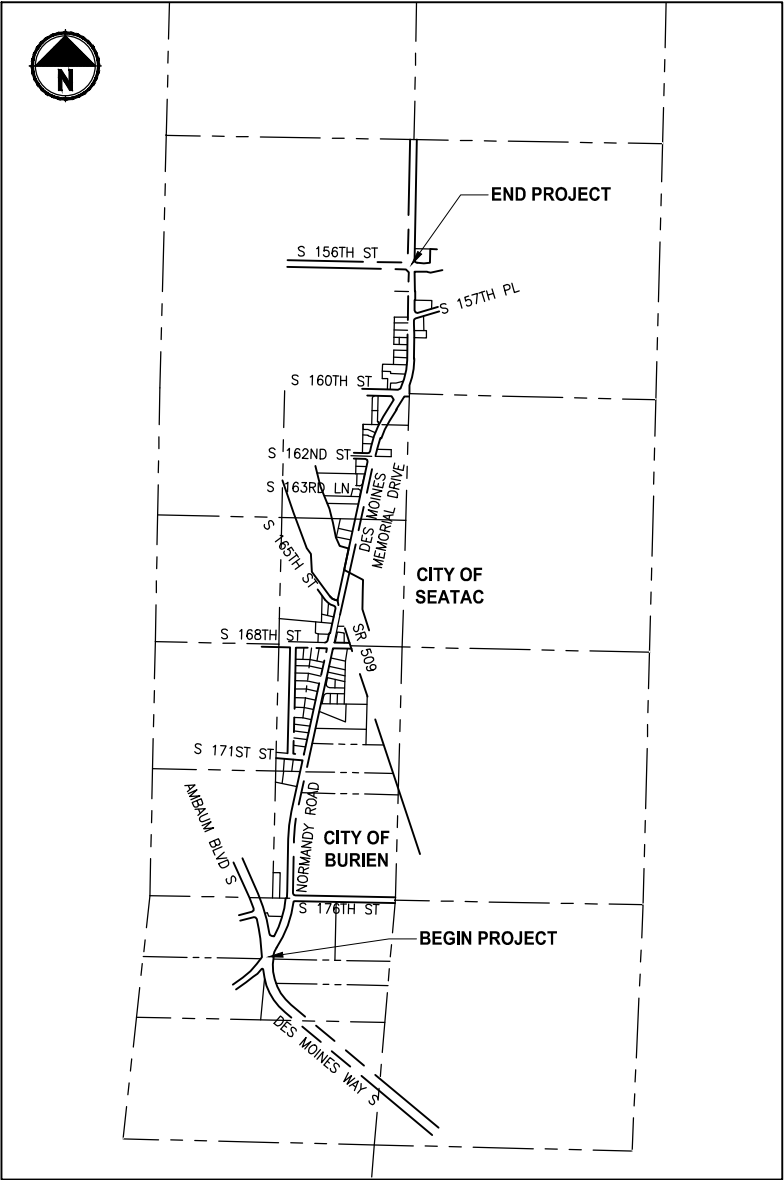 N
END PROJECT
S 156TH ST
S 157TH PL
S 160TH ST
S 162ND ST
S 163RD LN
DES MOINES
MEMORIAL DRIVE
S 165TH ST
CITY OF
SEATAC
S 168TH ST
SR 509
S 171ST ST
AMBAUM BLVD S
NORMANDY ROAD
CITY OF
BURIEN
S 176TH ST
BEGIN PROJECT
DES MOINES WAY S